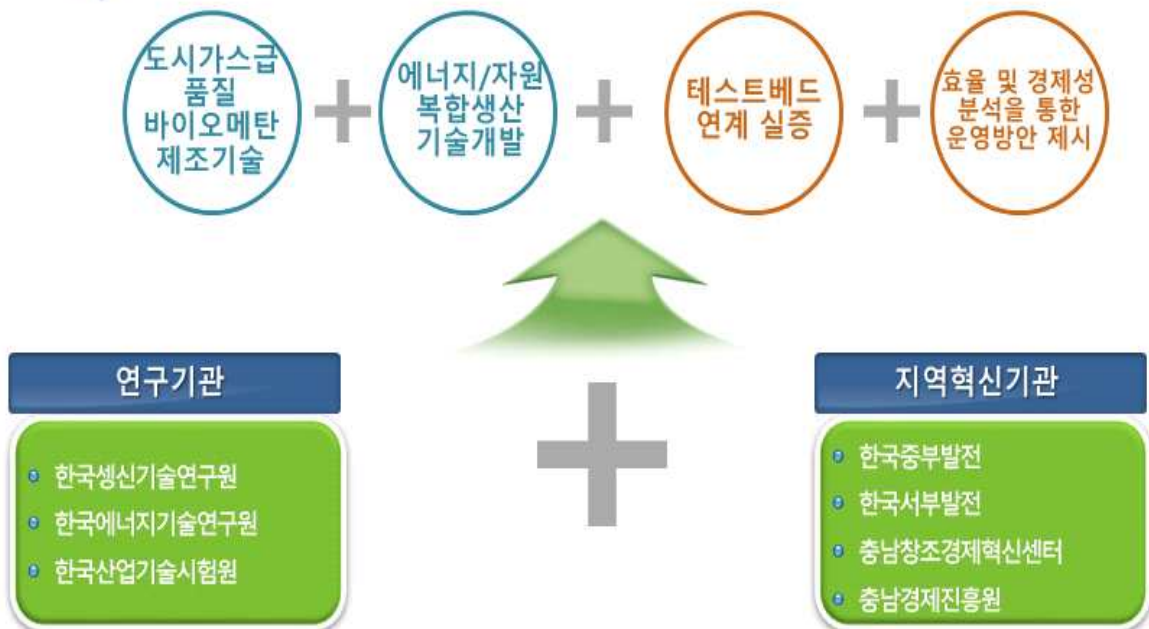 도시가스급
품질
바이오메탄
제조기술
에너지/자원
복합생산
기술개발
테스트베드
연계 실증
효율 및 경제성
분석을 통한
운영방안 제시
연구기관
한국셍신기술연구원
한국에너지기술연구원
한국산업기술시험원
지역혁신기관
한국중부발전
한국서부발전
충남창조경제혁신센터
충남경제진흥원